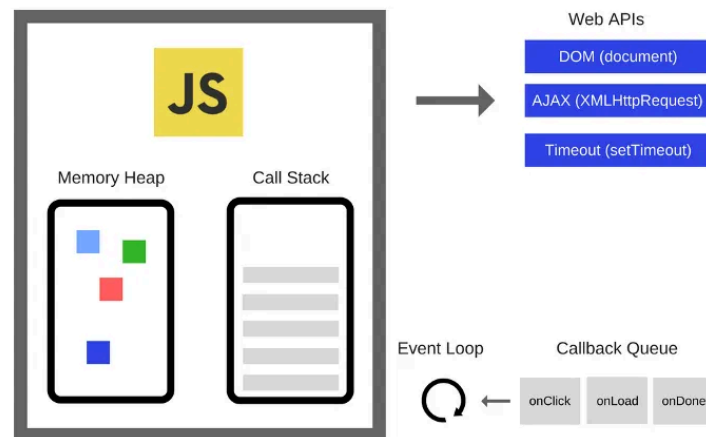 Web APIs
DOM (document)
JS
AJAX (XMLHttpRequest)
Timeout (setTimeout)
Memory Heap
Call Stack
Event Loop
Callback Queue
onClick
onLoad
onDone